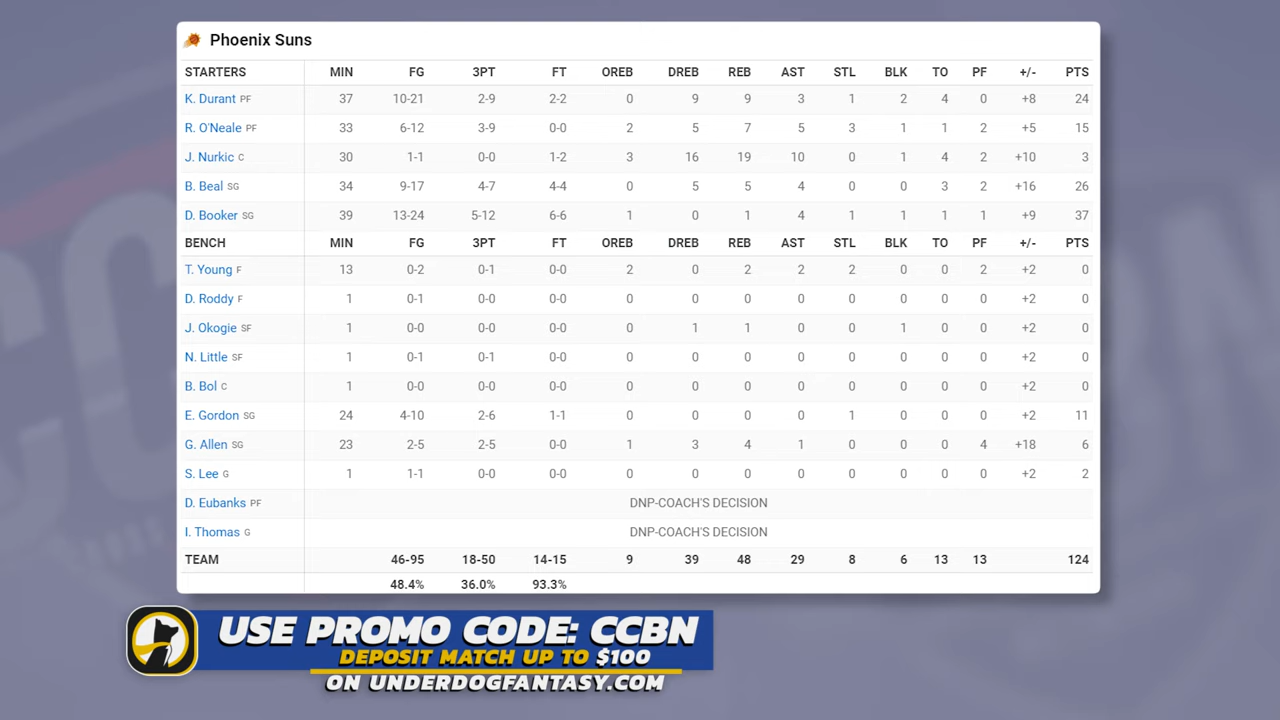 Phoenix Suns
STARTERS MIN FG 3PT FT OREB DREB REB AST STL BLK TO PF +/- PTS
K. Durant PF 37 10-21 2-9 2-2 0 9 9 3 1 2 4 0 +8 24
R. O'Neale PF 33 6-12 3-9 0-0 2 5 7 5 3 1 1 2 +5 15
J. Nurkic C 30 1-1 0-0 1-2 3 16 19 10 0 1 4 2 +10 3
B. Beal SG 34 9-17 4-7 4-4 0 5 5 4 0 0 3 2 +16 26
D. Booker SG 39 13-24 5-12 6-6 1 0 1 4 1 1 1 1 +9 37
BENCH MIN FG 3PT FT OREB DREB REB AST STL BLK TO PF +/- PTS
T. Young F 13 0-2 0-1 0-0 2 0 2 2 2 0 0 2 +2 0
D. Roddy F 1 0-1 0-0 0-0 0 0 0 0 0 0 0 0 +2 0
J. Okogie SF 1 0-0 0-0 0-0 0 1 1 0 0 1 0 0 +2 0
N. Little SF 1 0-1 0-1 0-0 0 0 0 0 0 0 0 0 +2 0
B. Bol C 1 0-0 0-0 0-0 0 0 0 0 0 0 0 0 +2 0
E. Gordon SG 24 4-10 2-6 1-1 0 0 0 0 1 0 0 0 +2 11
G. Allen SG 23 2-5 2-5 0-0 1 3 4 1 0 0 0 4 +18 6
S. Lee G 1 1-1 0-0 0-0 0 0 0 0 0 0 0 0 +2 2
D. Eubanks PF DNP-COACH'S DECISION
I. Thomas G DNP-COACH'S DECISION
TEAM 46-95 18-50 14-15 9 39 48 29 8 6 13 13 124
48.4% 36.0% 93.3%
USE PROMO CODE: CCBN
DEPOSIT MATCH UP TO $100
ON UNDERDOGFANTASY.COM